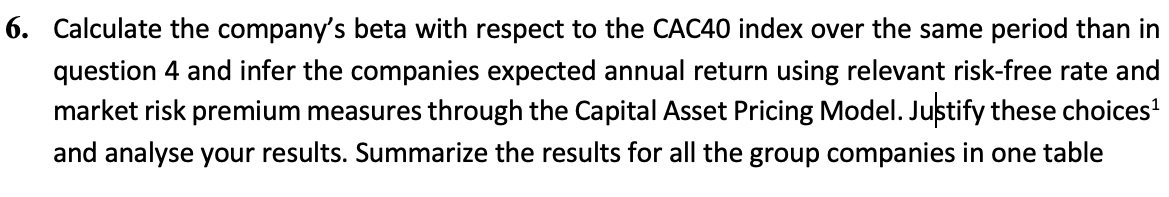 6. Calculate the company’s beta with respect to the CAC40 index over the same period than in
question 4 and infer the companies expected annual return using relevant risk-free rate and
market risk premium measures through the Capital Asset Pricing Model. Justify these choices¹
and analyse your results. Summarize the results for all the group companies in one table